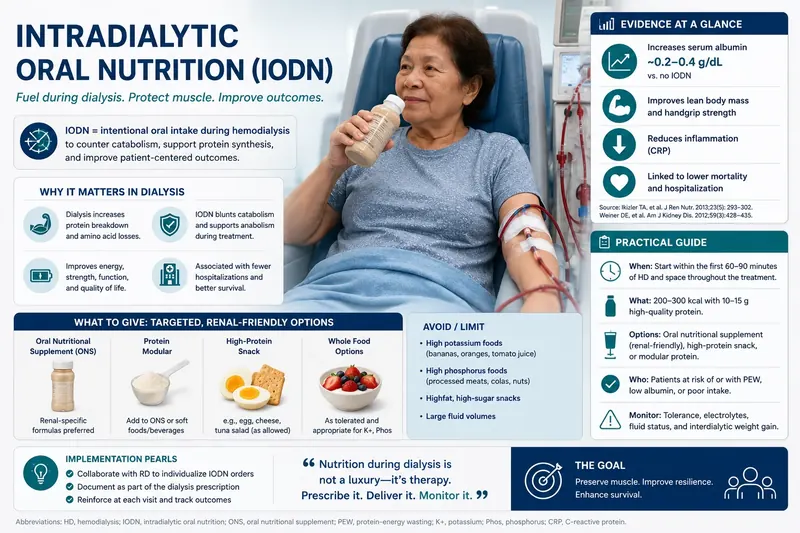 INTRADIALYTIC
ORAL NUTRITION (IODN)
Fuel during dialysis. Protect muscle. Improve outcomes.
IODN = intentional oral intake during hemodialysis
to counter catabolism, support protein synthesis,
and improve patient-centered outcomes.
WHY IT MATTERS IN DIALYSIS
Dialysis increases
protein breakdown
and amino acid losses.
IODN blunts catabolism
and supports anabolism
during treatment.
Improves energy,
strength, function,
and quality of life.
Associated with fewer
hospitalizations and
better survival.
EVIDENCE AT A GLANCE
Increases serum albumin
~0.2–0.4 g/dL
vs. no IODN
Improves lean body mass
and handgrip strength
Reduces inflammation
(CRP)
Linked to lower mortality
and hospitalization
Source: Ikizler TA, et al. J Ren Nutr. 2013;23(5): 293–302.
Weiner DE, et al. Am J Kidney Dis. 2012;59(3):428–435.
PRACTICAL GUIDE
When: Start within the first 60–90 minutes
of HD and space throughout the treatment.
What: 200–300 kcal with 10–15 g
high-quality protein.
Options: Oral nutritional supplement
(renal-friendly), high-protein snack,
or modular protein.
Who: Patients at risk of or with PEW,
low albumin, or poor intake.
Monitor: Tolerance, electrolytes,
fluid status, and interdialytic weight gain.
WHAT TO GIVE: TARGETED, RENAL-FRIENDLY OPTIONS
Oral Nutritional
Supplement (ONS)
Renal-specific
formulas preferred
Protein
Modular
Add to ONS or soft
foods/beverages
High-Protein
Snack
e.g., egg, cheese,
tuna salad (as allowed)
Whole Food
Options
As tolerated and
appropriate for K+, Phos
AVOID / LIMIT
• High potassium foods
(bananas, oranges, tomato juice)
• High phosphorus foods
(processed meats, colas, nuts)
• Highfat, high-sugar snacks
• Large fluid volumes
IMPLEMENTATION PEARLS
Collaborate with RD to individualize IODN orders
Document as part of the dialysis prescription
Reinforce at each visit and track outcomes
“ Nutrition during dialysis is
not a luxury—it's therapy.
Prescribe it. Deliver it. Monitor it. ”
THE GOAL
Preserve muscle. Improve resilience.
Enhance survival.
Abbreviations: HD, hemodialysis; IODN, intradialytic oral nutrition; ONS, oral nutritional supplement; PEW, protein-energy wasting; K+, potassium; Phos, phosphorus; CRP, C-reactive protein.